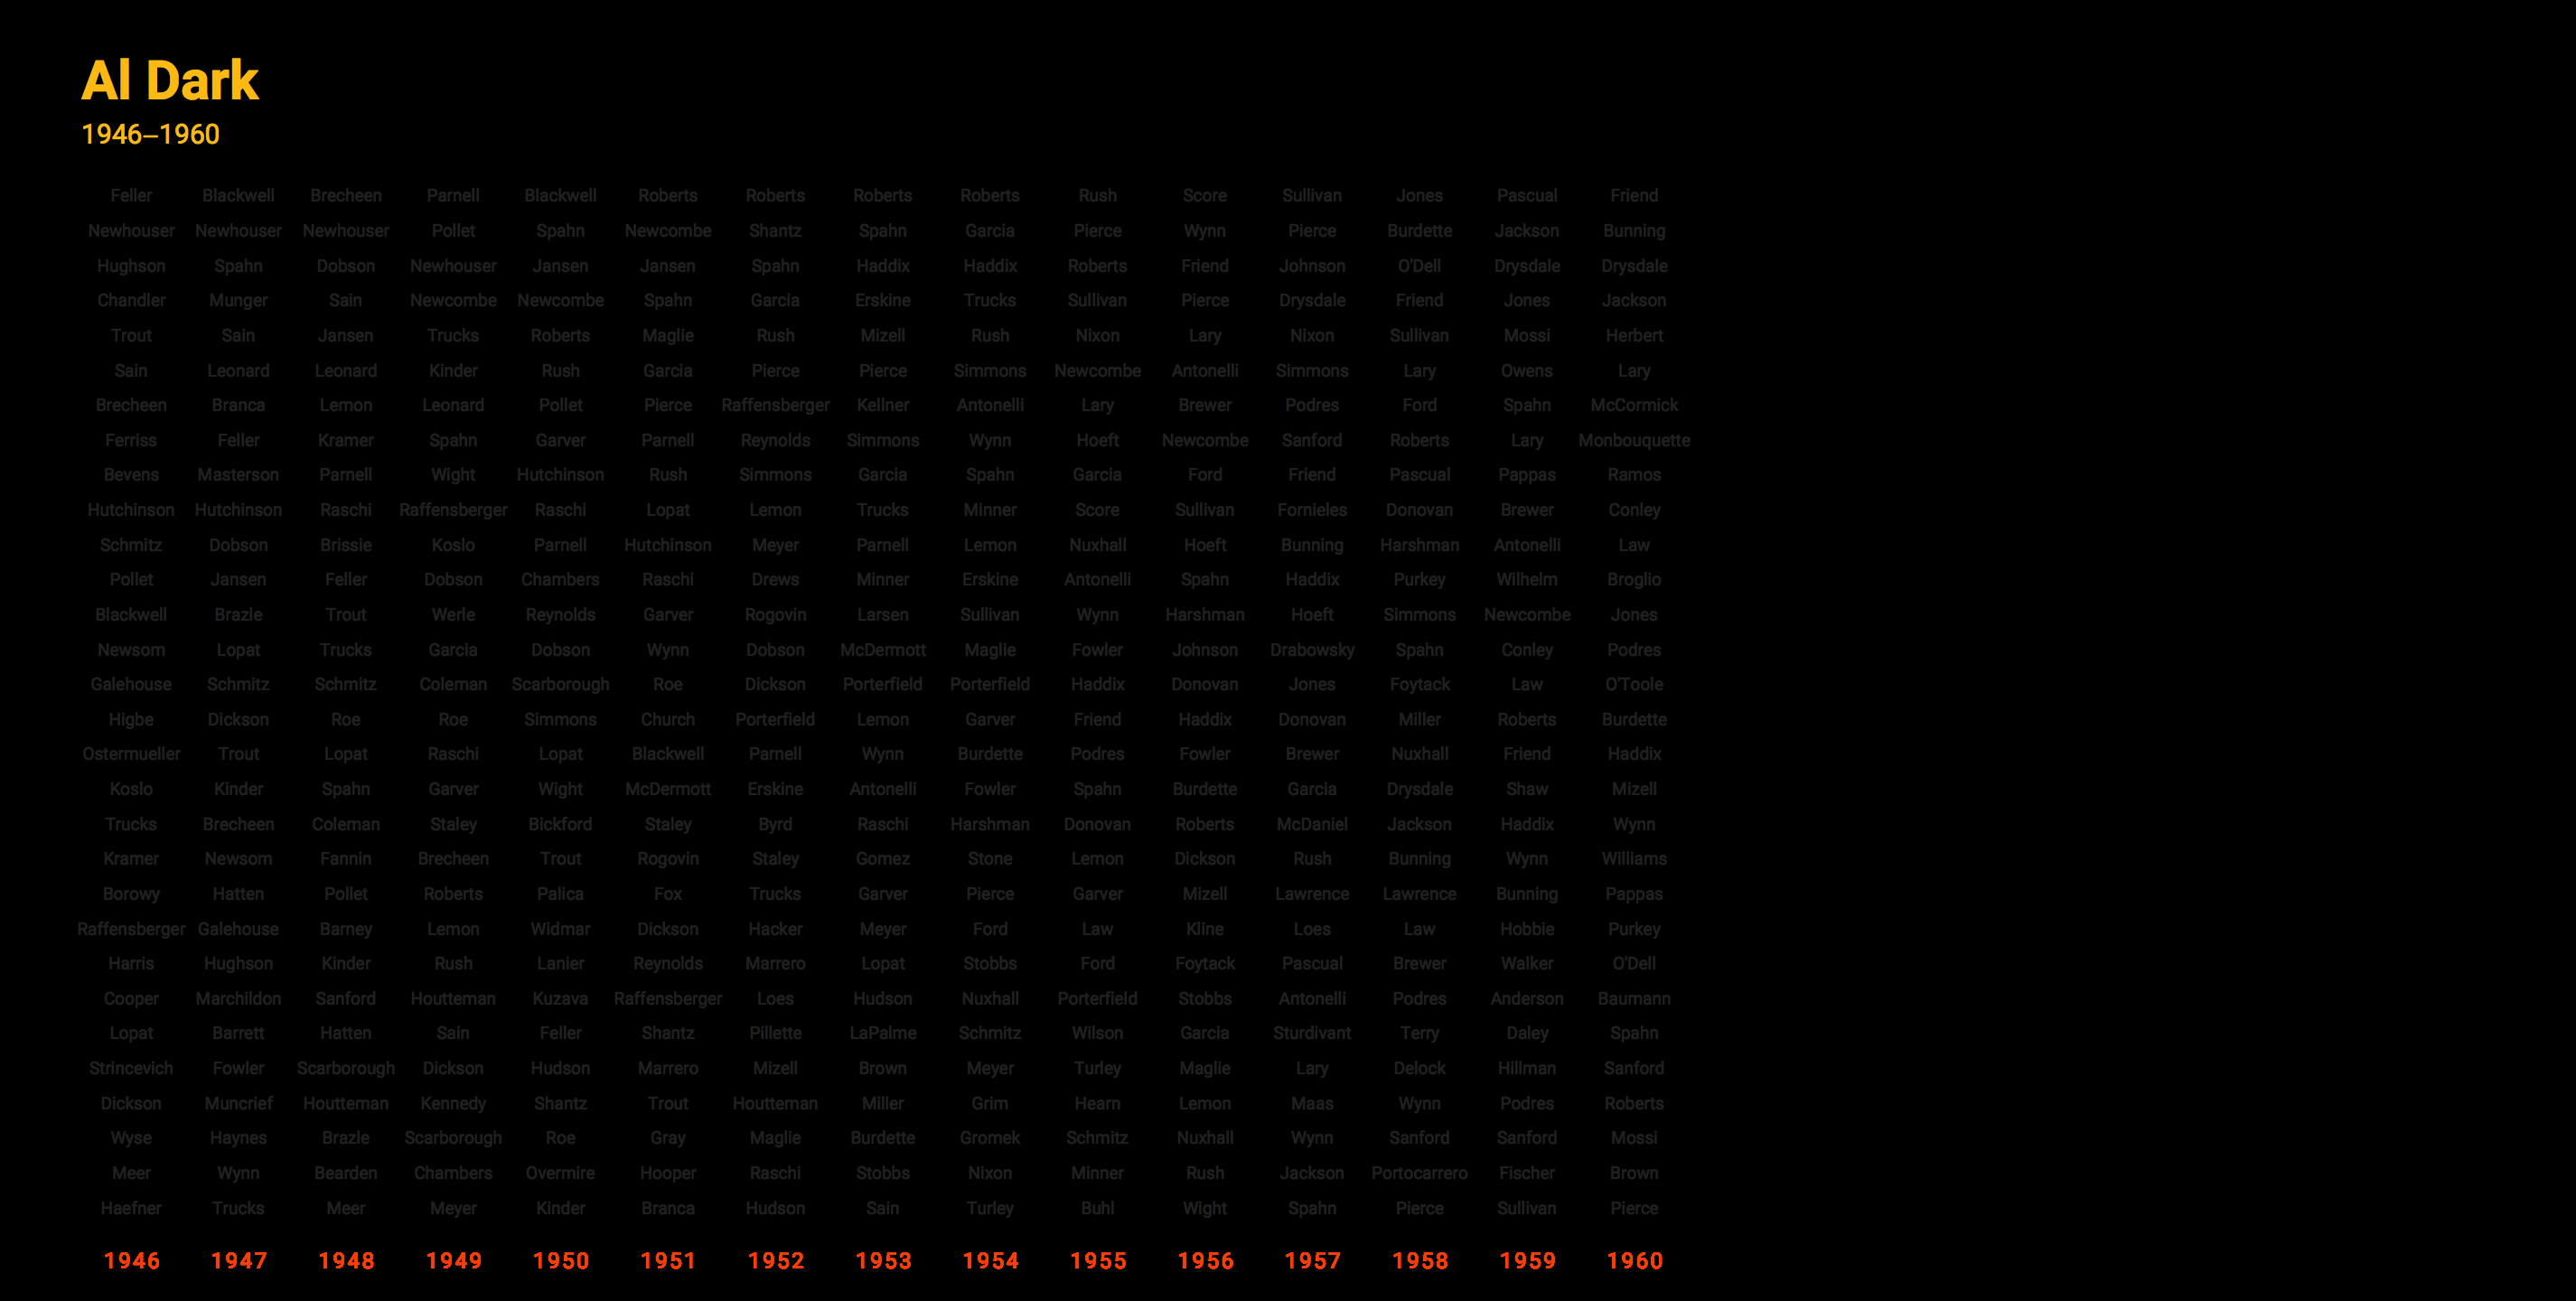 Al Dark
1946–1960
Feller Blackwell Brecheen Parnell Blackwell Roberts Roberts Roberts Roberts Rush Score Sullivan Jones Pascual Friend
Newhouser Newhouser Newhouser Pollet Spahn Newcombe Shantz Spahn Garcia Pierce Wynn Pierce Burdette Jackson Bunning
Hughson Spahn Dobson Newhouser Jansen Jansen Spahn Haddix Haddix Roberts Friend Johnson O'Dell Drysdale Drysdale
Chandler Munger Sain Newcombe Newcombe Spahn Garcia Erskine Trucks Sullivan Pierce Drysdale Friend Jones Jackson
Trout Sain Jansen Trucks Roberts Maglie Rush Mizell Rush Nixon Lary Nixon Sullivan Mossi Herbert
Sain Leonard Leonard Kinder Rush Garcia Pierce Pierce Simmons Newcombe Antonelli Simmons Lary Owens Lary
Brecheen Branca Lemon Leonard Pollet Pierce Raffensberger Kellner Antonelli Lary Brewer Podres Ford Spahn McCormick
Ferriss Feller Kramer Spahn Garver Parnell Reynolds Simmons Wynn Hoeft Newcombe Sanford Roberts Lary Monbouquette
Bevens Masterson Parnell Wight Hutchinson Rush Simmons Garcia Spahn Garcia Ford Friend Pascual Pappas Ramos
Hutchinson Hutchinson Raschi Raffensberger Raschi Lopat Lemon Trucks Minner Score Sullivan Fornieles Donovan Brewer Conley
Schmitz Dobson Brissie Koslo Parnell Hutchinson Meyer Parnell Lemon Nuxhall Hoeft Bunning Harshman Antonelli Law
Pollet Jansen Feller Dobson Chambers Raschi Drews Minner Erskine Antonelli Spahn Haddix Purkey Wilhelm Broglio
Blackwell Brazle Trout Werle Reynolds Garver Rogovin Larsen Sullivan Wynn Harshman Hoeft Simmons Newcombe Jones
Newsom Lopat Trucks Garcia Dobson Wynn Dobson McDermott Maglie Fowler Johnson Drabowsky Spahn Conley Podres
Galehouse Schmitz Schmitz Coleman Scarborough Roe Dickson Porterfield Porterfield Haddix Donovan Jones Foytack Law O'Toole
Higbe Dickson Roe Roe Simmons Church Porterfield Lemon Garver Friend Haddix Donovan Miller Roberts Burdette
Ostermueller Trout Lopat Raschi Lopat Blackwell Parnell Wynn Burdette Podres Fowler Brewer Nuxhall Friend Haddix
Koslo Kinder Spahn Garver Wight McDermott Erskine Antonelli Fowler Spahn Burdette Garcia Drysdale Shaw Mizell
Trucks Brecheen Coleman Staley Bickford Staley Byrd Raschi Harshman Donovan Roberts McDaniel Jackson Haddix Wynn
Kramer Newsom Fannin Brecheen Trout Rogovin Staley Gomez Stone Lemon Dickson Rush Bunning Wynn Williams
Borowy Hatten Pollet Roberts Palica Fox Trucks Garver Pierce Garver Mizell Lawrence Lawrence Bunning Pappas
Raffensberger Galehouse Barney Lemon Widmar Dickson Hacker Meyer Ford Law Kline Loes Law Hobbie Purkey
Harris Hughson Kinder Rush Lanier Reynolds Marrero Lopat Stobbs Ford Foytack Pascual Brewer Walker O'Dell
Cooper Marchildon Sanford Houtteman Kuzava Raffensberger Loes Hudson Nuxhall Porterfield Stobbs Antonelli Podres Anderson Baumann
Lopat Barrett Hatten Sain Feller Shantz Pillette LaPalme Schmitz Wilson Garcia Sturdivant Terry Daley Spahn
Strincevich Fowler Scarborough Dickson Hudson Marrero Mizell Brown Meyer Turley Maglie Lary Delock Hillman Sanford
Dickson Muncrief Houtteman Kennedy Shantz Trout Houtteman Miller Grim Hearn Lemon Maas Wynn Podres Roberts
Wyse Haynes Brazle Scarborough Roe Gray Maglie Burdette Gromek Schmitz Nuxhall Wynn Sanford Sanford Mossi
Meer Wynn Bearden Chambers Overmire Hooper Raschi Stobbs Nixon Minner Rush Jackson Portocarrero Fischer Brown
Haefner Trucks Meer Meyer Kinder Branca Hudson Sain Turley Buhl Wight Spahn Pierce Sullivan Pierce
1946 1947 1948 1949 1950 1951 1952 1953 1954 1955 1956 1957 1958 1959 1960